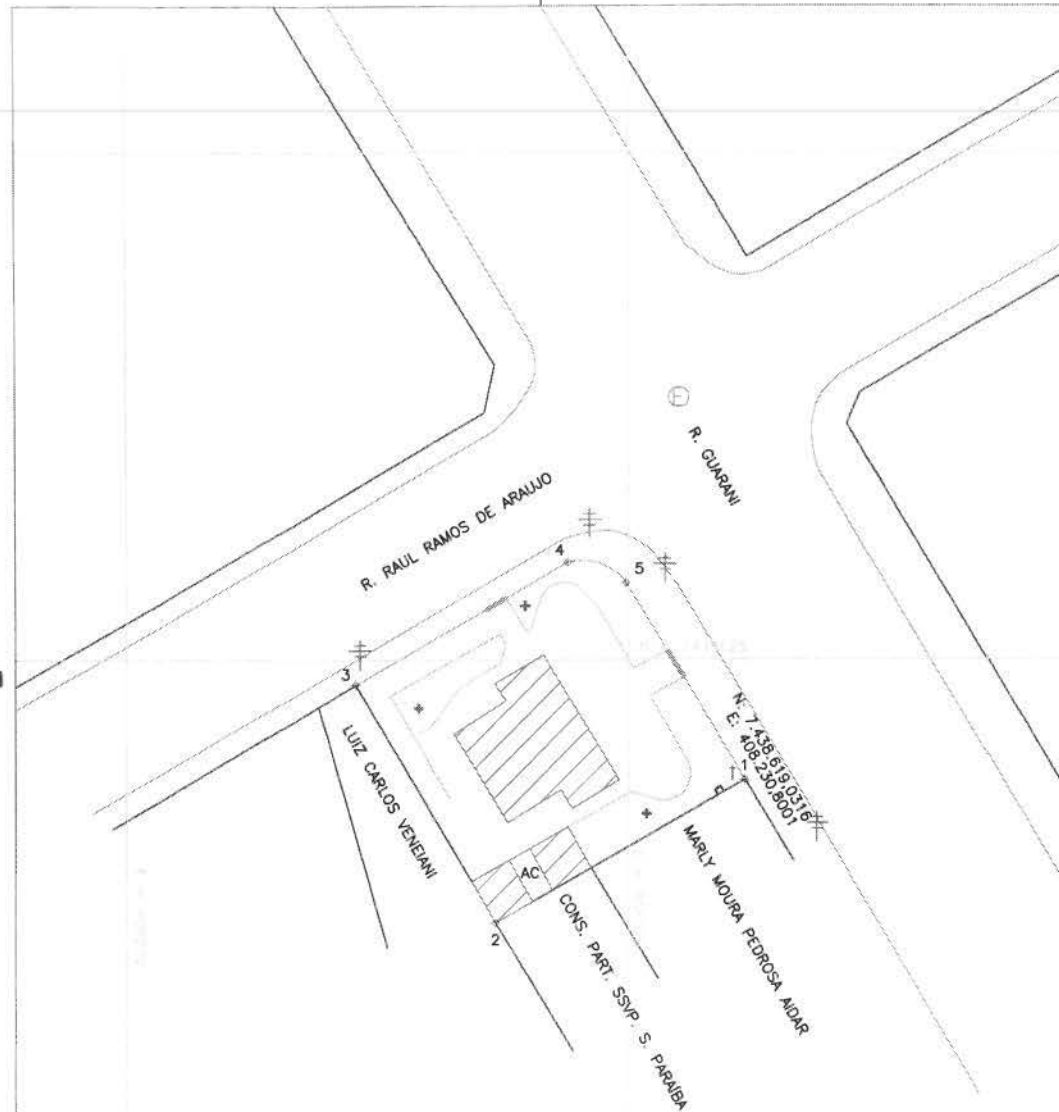 E
R. GUARANI
R. RAUL RAMOS DE ARAUJO
4
5
3
N: 7.438.619,0316
E: 408.230,8001
1
LUIZ CARLOS VENEIANI
MARLY MOURA PEDROSA AIDAR
AC
2
CONS. PART. SSVP. S. PARAÍBA